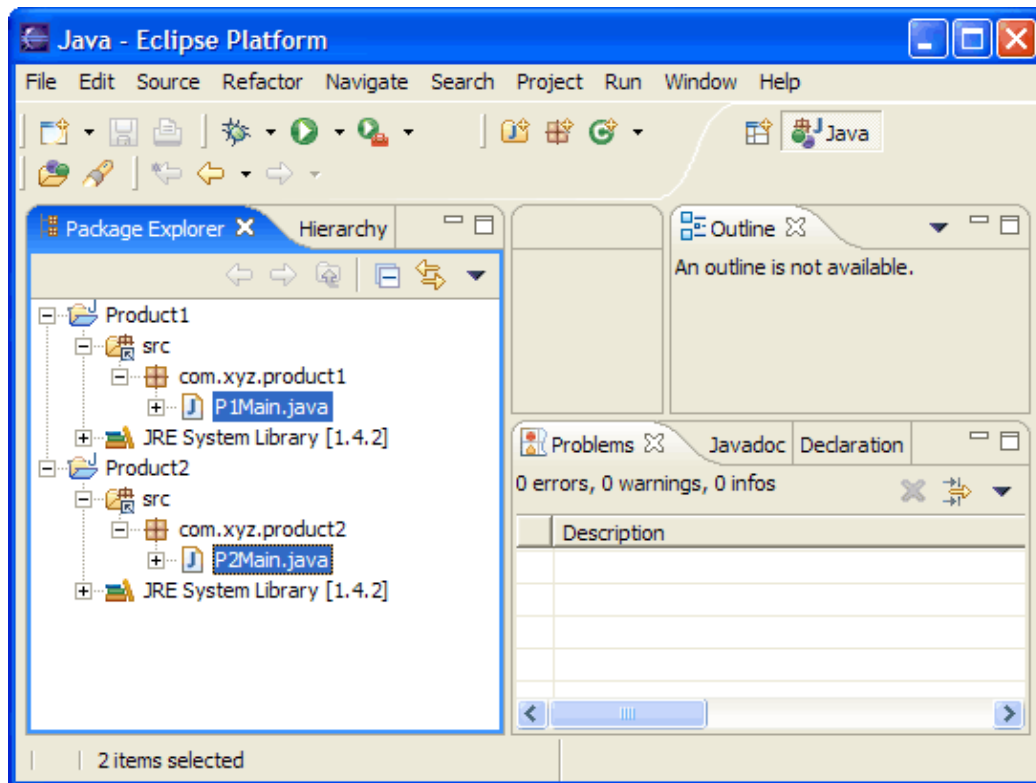 Java - Eclipse Platform
File Edit Source Refactor Navigate Search Project Run Window Help
Java
Package Explorer Hierarchy
Outline
An outline is not available.
Product1
src
com.xyz.product1
P1Main.java
JRE System Library [1.4.2]
Product2
src
com.xyz.product2
P2Main.java
JRE System Library [1.4.2]
Problems Javadoc Declaration
0 errors, 0 warnings, 0 infos
Description
2 items selected